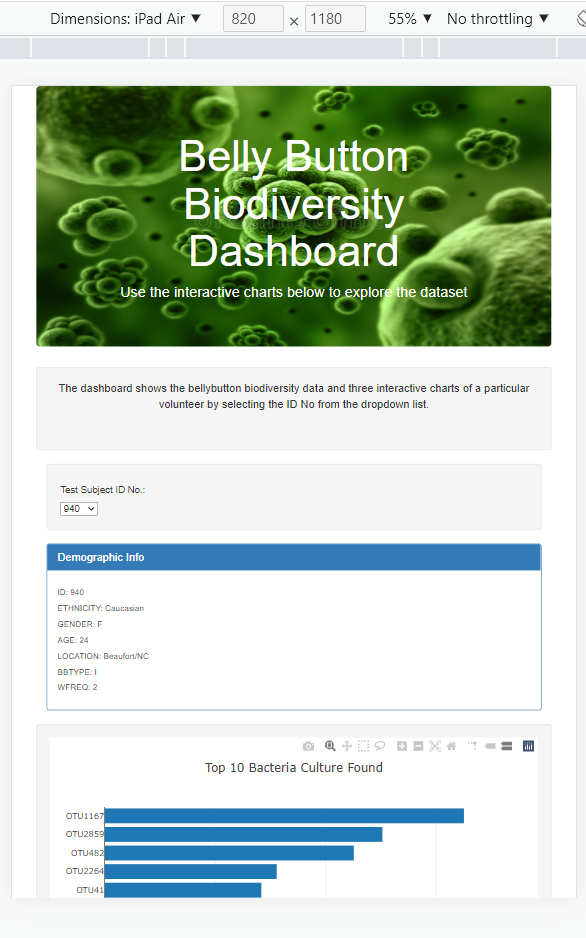 Dimensions: iPad Air ▼ 820 × 1180 55% ▼ No throttling ▼
Belly Button
Biodiversity
Dashboard
Use the interactive charts below to explore the dataset
The dashboard shows the bellybutton biodiversity data and three interactive charts of a particular
volunteer by selecting the ID No from the dropdown list.
Test Subject ID No.:
940
Demographic Info
ID: 940
ETHNICITY: Caucasian
GENDER: F
AGE: 24
LOCATION: Beaufort/NC
BBTYPE: I
WFREQ: 2
Top 10 Bacteria Culture Found
OTU1167
OTU2859
OTU482
OTU2264
OTU41